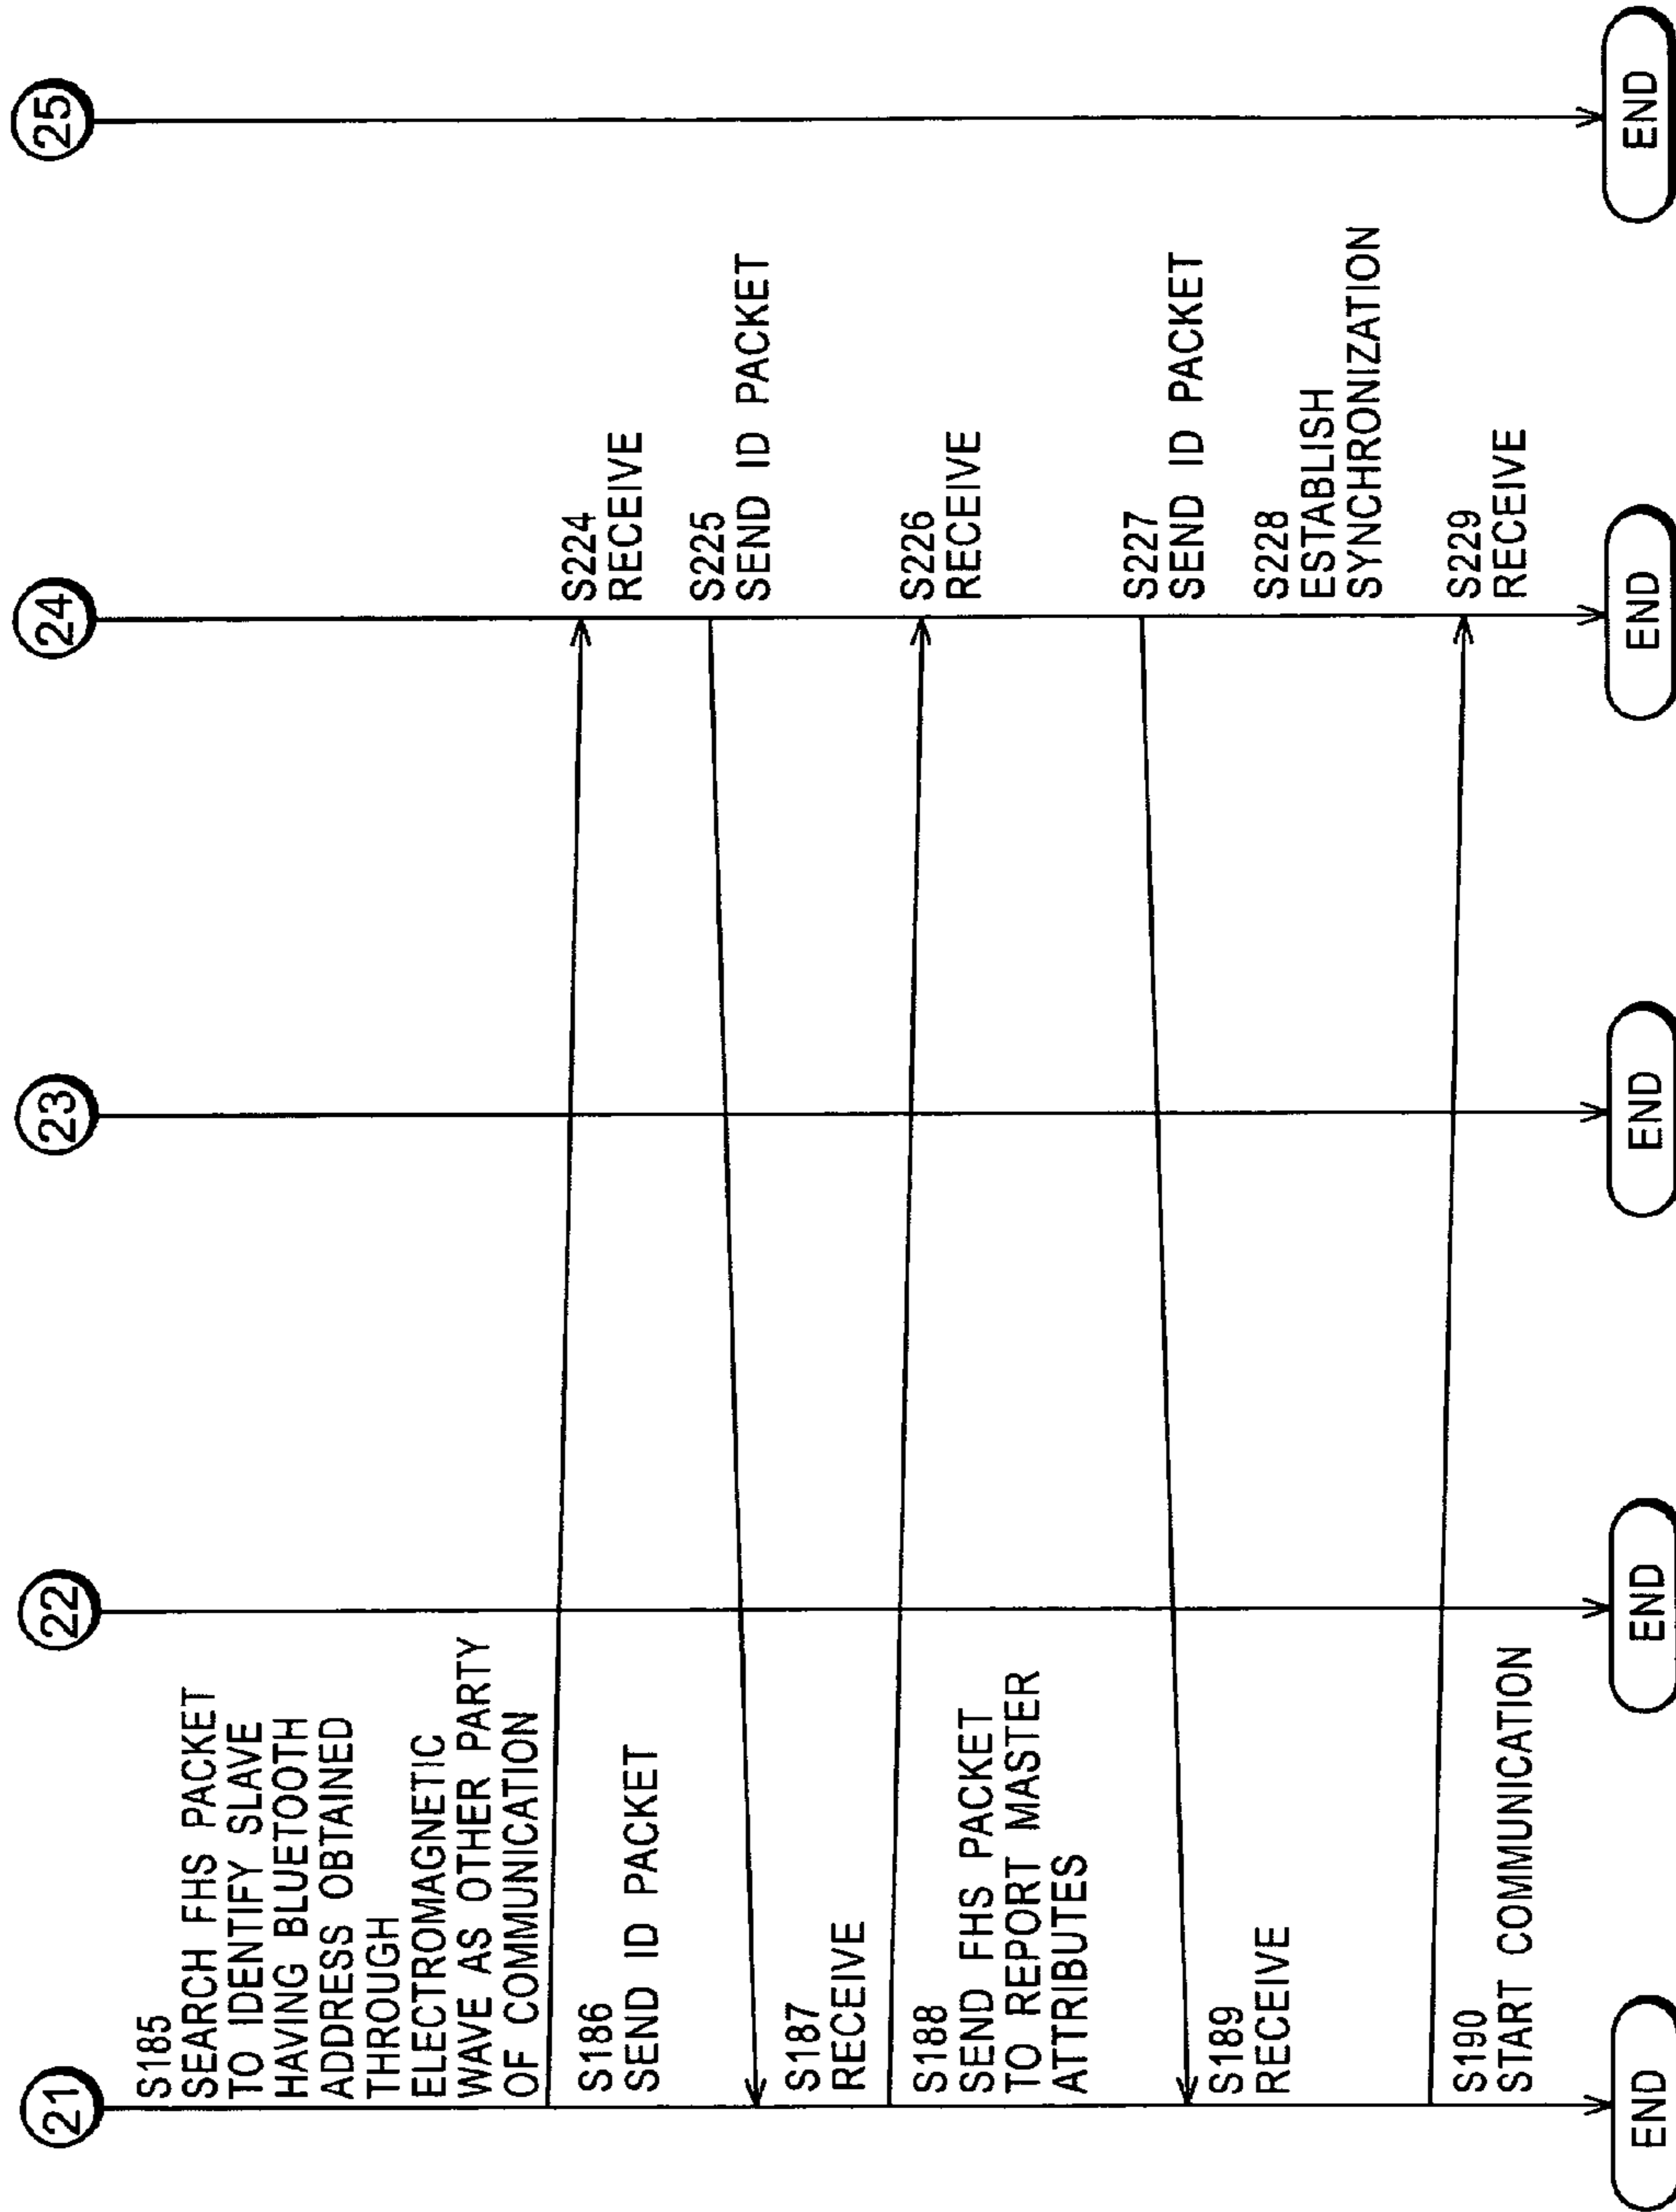 21
22
23
24
25
S185
SEARCH FHS PACKET
TO IDENTIFY SLAVE
HAVING BLUETOOTH
ADDRESS OBTAINED
THROUGH
ELECTROMAGNETIC
WAVE AS OTHER PARTY
OF COMMUNICATION
S186
SEND ID PACKET
S224
RECEIVE
S225
SEND ID PACKET
S187
RECEIVE
S188
SEND FHS PACKET
TO REPORT MASTER
ATTRIBUTES
S226
RECEIVE
S227
SEND ID PACKET
S189
RECEIVE
S228
ESTABLISH
SYNCHRONIZATION
S190
START COMMUNICATION
S229
RECEIVE
END
END
END
END
END